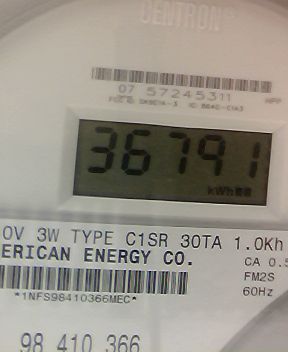 CENTRON
07 57245311
36791
kWh
0V 3W TYPE C1SR 30TA 1.0Kh
ERICAN ENERGY CO.
CA 0.5
FM2S
*1NFS98410366MEC*
60Hz
98 410 366